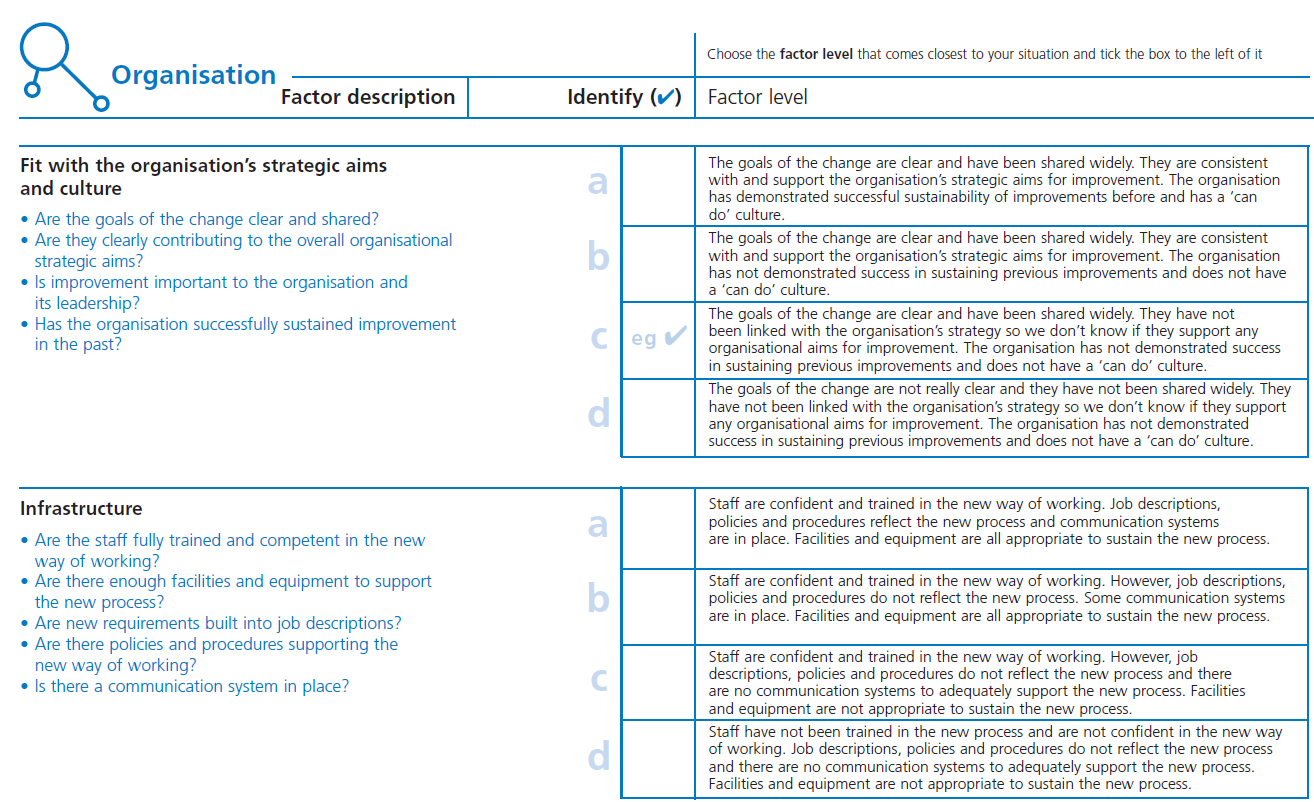 Choose the factor level that comes closest to your situation and tick the box to the left of it
Organisation
Factor description
Identify (✔)
Factor level
Fit with the organisation's strategic aims
and culture
• Are the goals of the change clear and shared?
• Are they clearly contributing to the overall organisational
strategic aims?
• Is improvement important to the organisation and
its leadership?
• Has the organisation successfully sustained improvement
in the past?
a
The goals of the change are clear and have been shared widely. They are consistent
with and support the organisation's strategic aims for improvement. The organisation
has demonstrated successful sustainability of improvements before and has a ‘can
do’ culture.
b
The goals of the change are clear and have been shared widely. They are consistent
with and support the organisation's strategic aims for improvement. The organisation
has not demonstrated success in sustaining previous improvements and does not have
a ‘can do’ culture.
c
eg ✔
The goals of the change are clear and have been shared widely. They have not
been linked with the organisation's strategy so we don't know if they support any
organisational aims for improvement. The organisation has not demonstrated success
in sustaining previous improvements and does not have a ‘can do’ culture.
d
The goals of the change are not really clear and they have not been shared widely. They
have not been linked with the organisation's strategy so we don't know if they support
any organisational aims for improvement. The organisation has not demonstrated
success in sustaining previous improvements and does not have a ‘can do’ culture.
Infrastructure
• Are the staff fully trained and competent in the new
way of working?
• Are there enough facilities and equipment to support
the new process?
• Are new requirements built into job descriptions?
• Are there policies and procedures supporting the
new way of working?
• Is there a communication system in place?
a
Staff are confident and trained in the new way of working. Job descriptions,
policies and procedures reflect the new process and communication systems
are in place. Facilities and equipment are all appropriate to sustain the new process.
b
Staff are confident and trained in the new way of working. However, job descriptions,
policies and procedures do not reflect the new process. Some communication systems
are in place. Facilities and equipment are all appropriate to sustain the new process.
c
Staff are confident and trained in the new way of working. However, job
descriptions, policies and procedures do not reflect the new process and there
are no communication systems to adequately support the new process. Facilities
and equipment are not appropriate to sustain the new process.
d
Staff have not been trained in the new process and are not confident in the new way
of working. Job descriptions, policies and procedures do not reflect the new process
and there are no communication systems to adequately support the new process.
Facilities and equipment are not appropriate to sustain the new process.